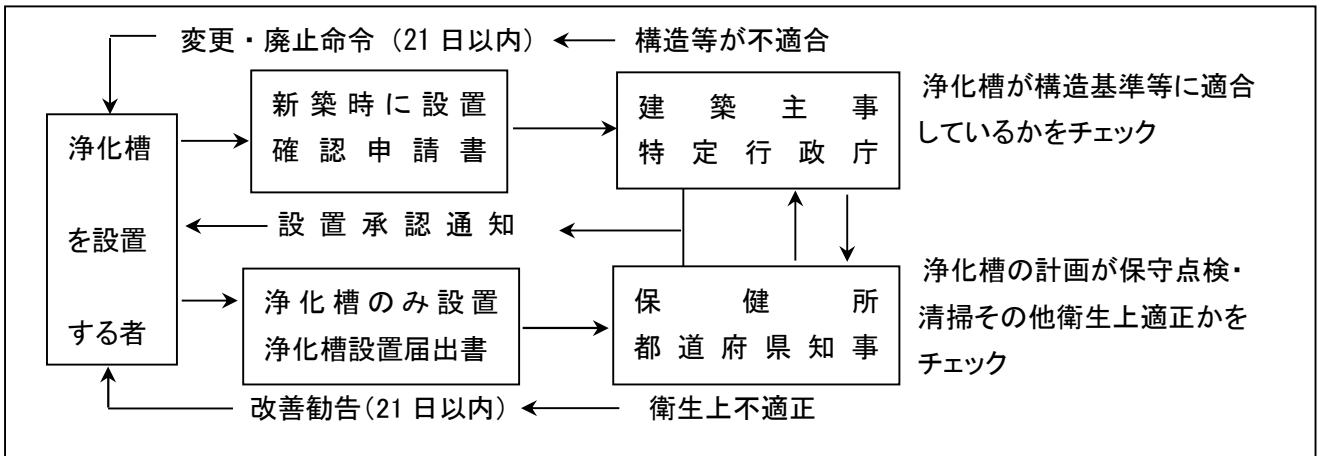 変更・廃止命令（21日以内） 構造等が不適合
新築時に設置
確認申請書
建築主事
特定行政庁
浄化槽が構造基準等に適合
しているかをチェック
浄化槽
を設置
する者
設置承認通知
浄化槽のみ設置
浄化槽設置届出書
保健所
都道府県知事
浄化槽の計画が保守点検・
清掃その他衛生上適正かを
チェック
改善勧告（21日以内） 衛生上不適正